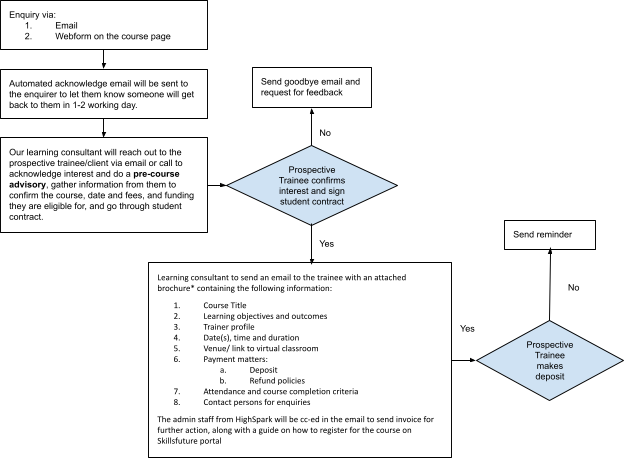 Enquiry via:
1. Email
2. Webform on the course page
Automated acknowledge email will be sent to
the enquirer to let them know someone will get
back to them in 1-2 working day.
Our learning consultant will reach out to the
prospective trainee/client via email or call to
acknowledge interest and do a pre-course
advisory, gather information from them to
confirm the course, date and fees, and funding
they are eligible for, and go through student
contract.
Send goodbye email and
request for feedback
No
Prospective
Trainee confirms
interest and sign
student contract
Yes
Learning consultant to send an email to the trainee with an attached
brochure* containing the following information:
1. Course Title
2. Learning objectives and outcomes
3. Trainer profile
4. Date(s), time and duration
5. Venue/ link to virtual classroom
6. Payment matters:
a. Deposit
b. Refund policies
7. Attendance and course completion criteria
8. Contact persons for enquiries
The admin staff from HighSpark will be cc-ed in the email to send invoice for
further action, along with a guide on how to register for the course on
Skillsfuture portal
Yes
Send reminder
No
Prospective
Trainee
makes
deposit